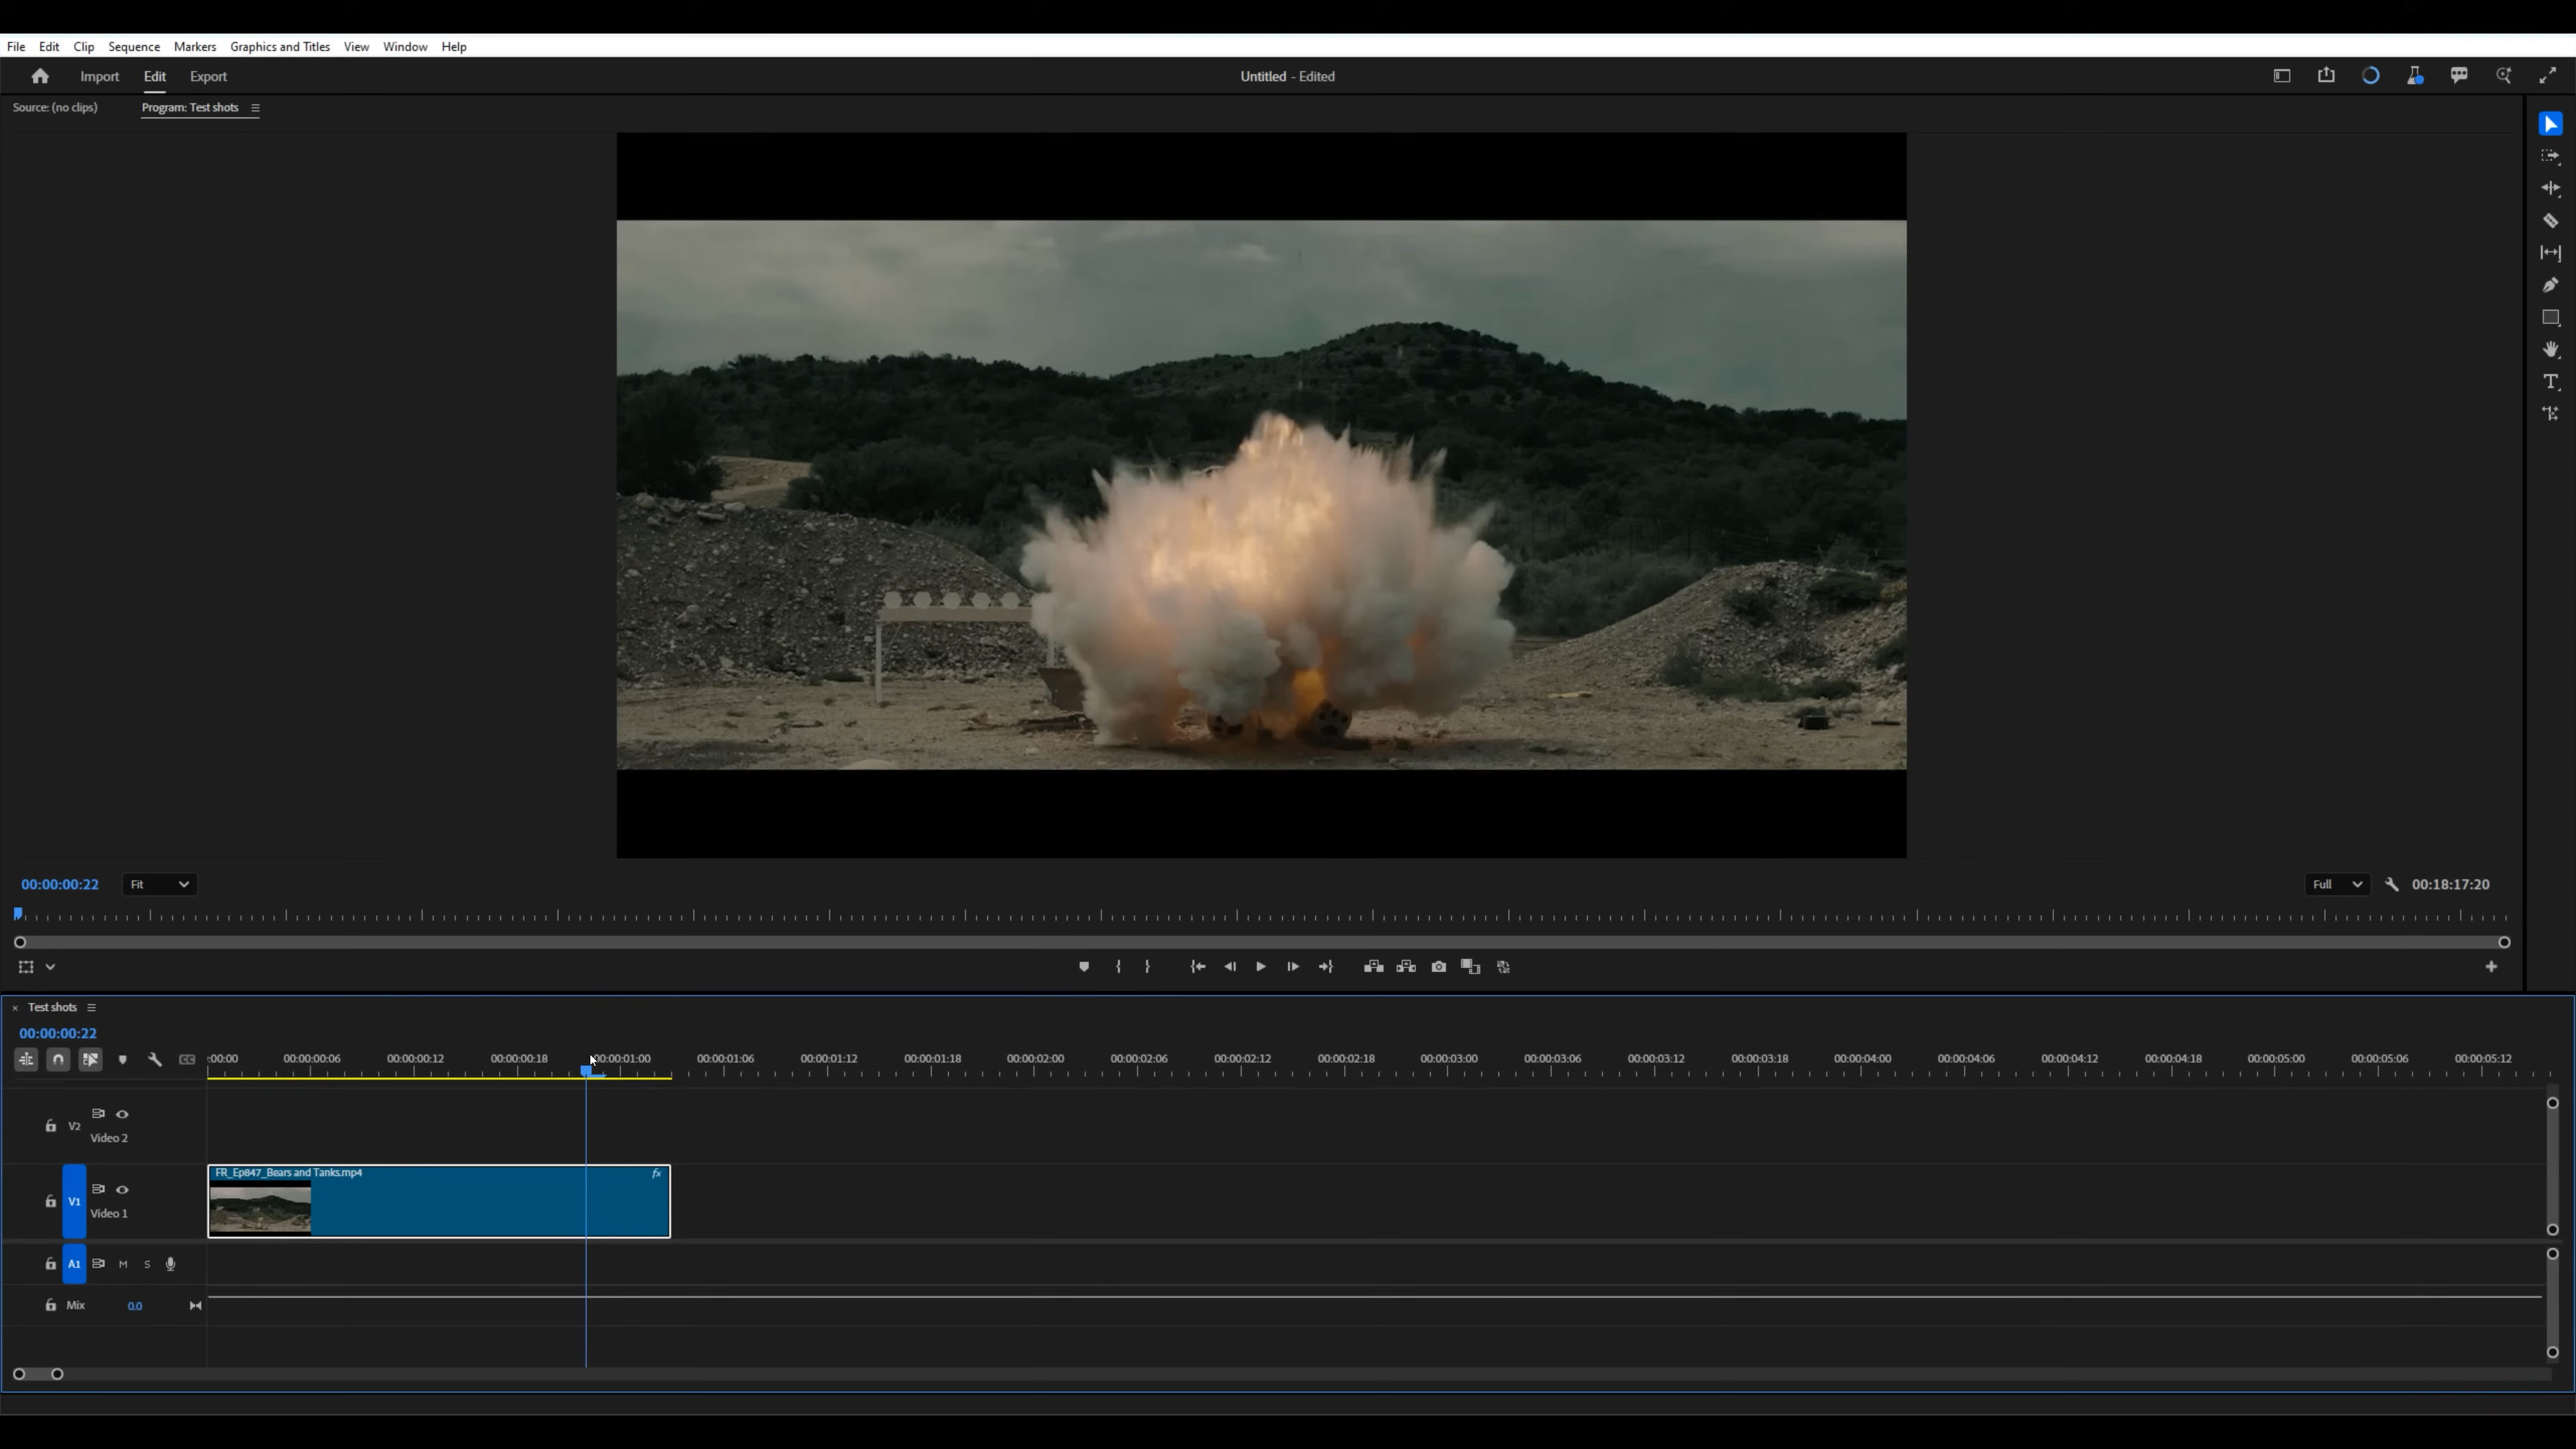 File Edit Clip Sequence Markers Graphics and Titles View Window Help
Import Edit Export Untitled - Edited
Source: (no clips) Program: Test shots
00:00:00:22 Fit Full 00:18:17:20
Test shots
00:00:00:22
CC :00:00 00:00:00:06 00:00:00:12 00:00:00:18 00:00:01:00 00:00:01:06 00:00:01:12 00:00:01:18 00:00:02:00 00:00:02:06 00:00:02:12 00:00:02:18 00:00:03:00 00:00:03:06 00:00:03:12 00:00:03:18 00:00:04:00 00:00:04:06 00:00:04:12 00:00:04:18 00:00:05:00 00:00:05:06 00:00:05:12
V2
Video 2
FR_Ep847_Bears and Tanks.mp4 fx
V1
Video 1
A1 M S
Mix 0.0